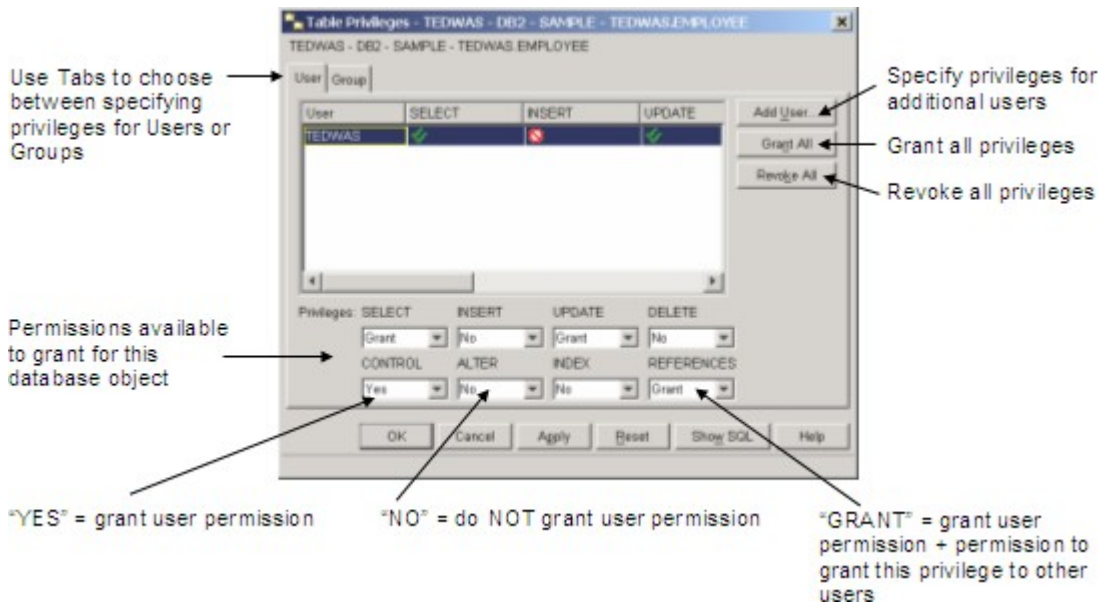 Table Privileges - TEDWAS - DB2 - SAMPLE - TEDWAS.EMPLOYEE
TEDWAS - DB2 - SAMPLE - TEDWAS.EMPLOYEE
User Group
User SELECT INSERT UPDATE
TEDWAS
Add User...
Grant All
Revoke All
Privileges: SELECT INSERT UPDATE DELETE
Grant No Grant No
CONTROL ALTER INDEX REFERENCES
Yes No No Grant
OK Cancel Apply Reset Show SQL Help
Use Tabs to choose
between specifying
privileges for Users or
Groups
Specify privileges for
additional users
Grant all privileges
Revoke all privileges
Permissions available
to grant for this
database object
"YES" = grant user permission
"NO" = do NOT grant user permission
"GRANT" = grant user
permission + permission to
grant this privilege to other
users